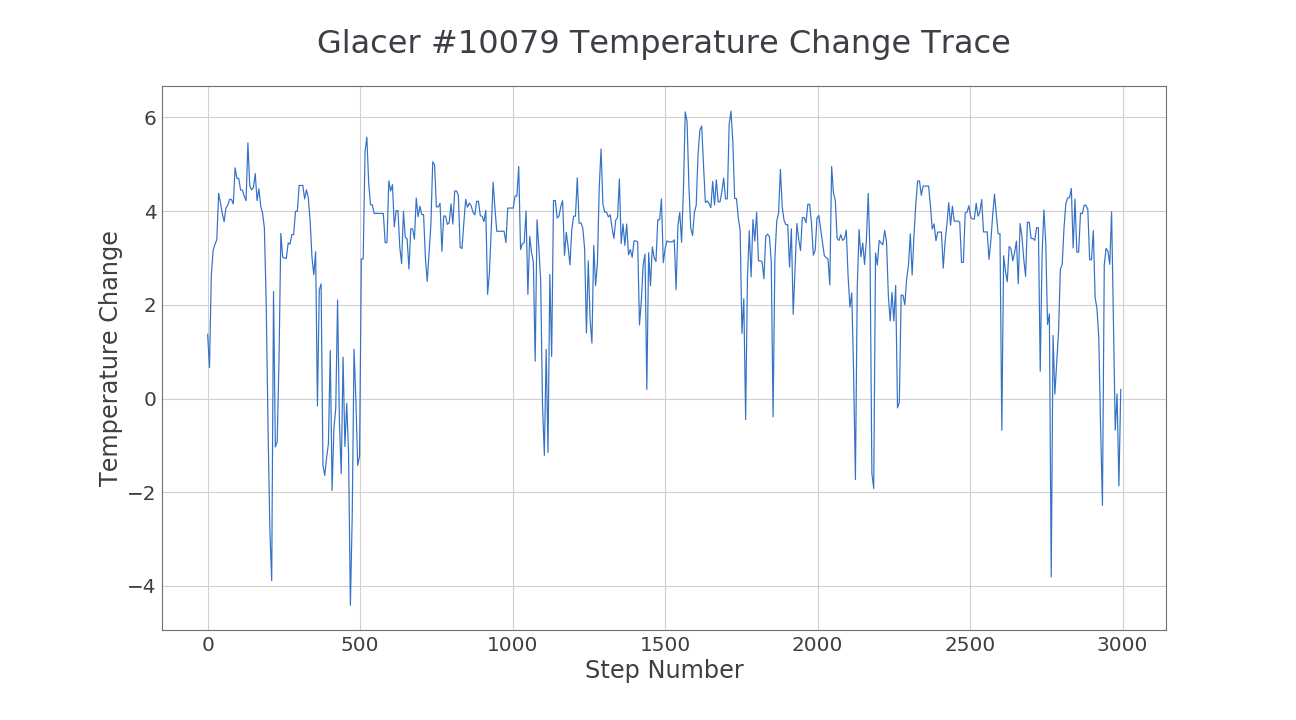 Glacer #10079 Temperature Change Trace
Temperature Change
6
4
2
0
−2
−4
0 500 1000 1500 2000 2500 3000
Step Number